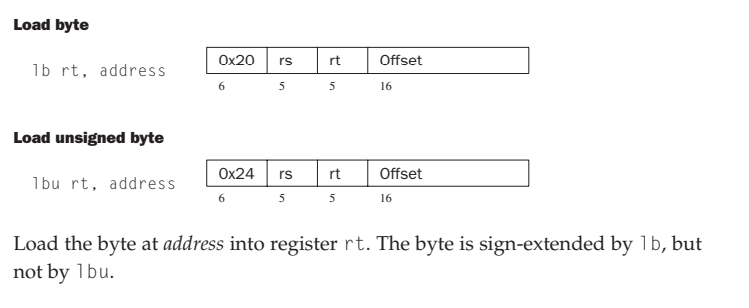 Load byte
lb rt, address 0x20 rs rt Offset
6 5 5 16
Load unsigned byte
lbu rt, address 0x24 rs rt Offset
6 5 5 16
Load the byte at address into register rt. The byte is sign-extended by lb, but
not by lbu.